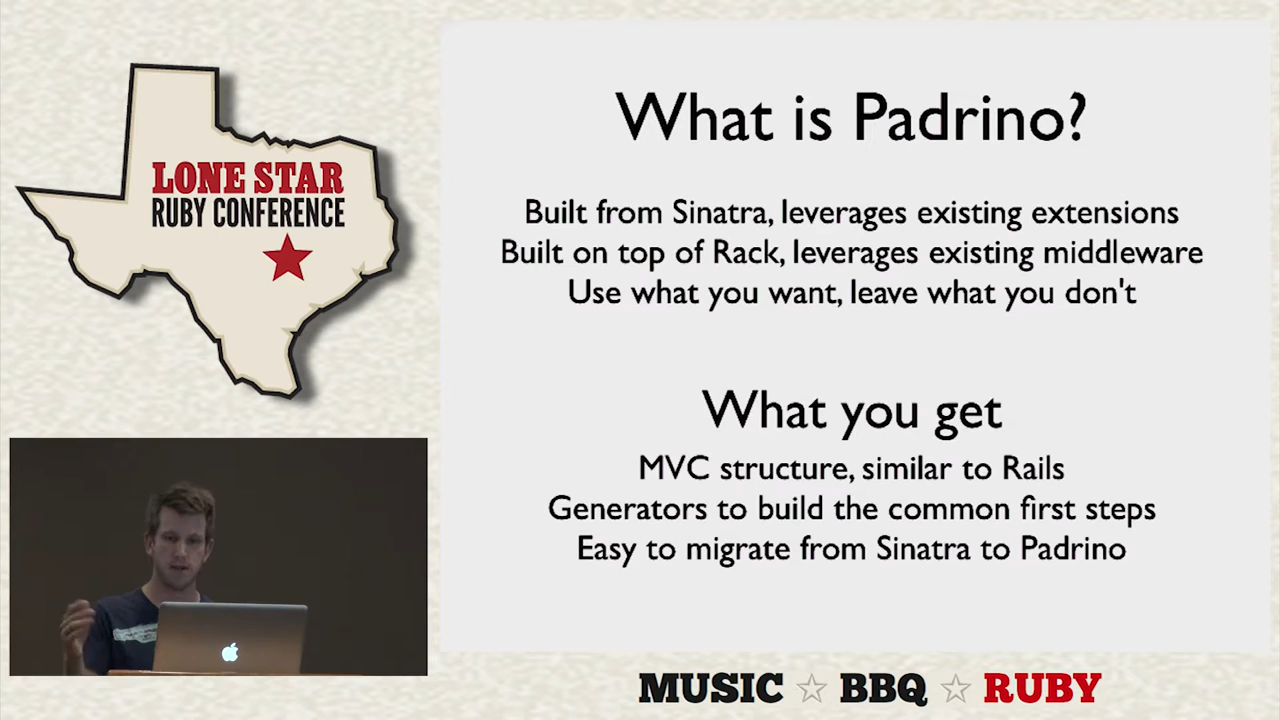 LONE STAR
RUBY CONFERENCE
What is Padrino?
Built from Sinatra, leverages existing extensions
Built on top of Rack, leverages existing middleware
Use what you want, leave what you don't
What you get
MVC structure, similar to Rails
Generators to build the common first steps
Easy to migrate from Sinatra to Padrino
MUSIC ☆ BBQ ☆ RUBY